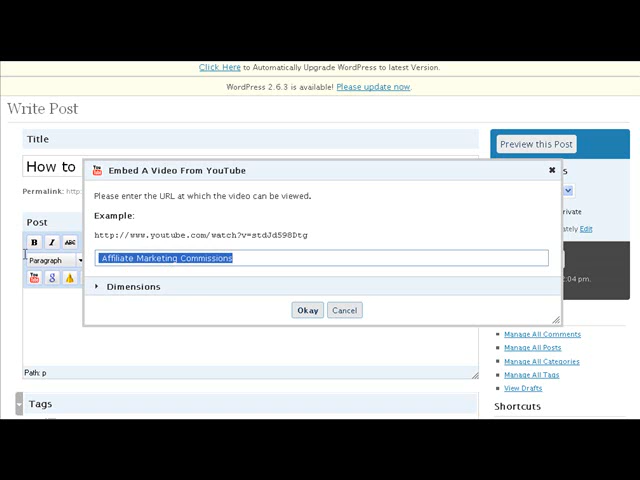 Click Here to Automatically Upgrade WordPress to latest Version.
WordPress 2.6.3 is available! Please update now.
Write Post
Title
Preview this Post
How to
Embed A Video From YouTube
Permalink: http:
Please enter the URL at which the video can be viewed.
Example:
http://www.youtube.com/watch?v=stdJd598Dtg
Affiliate Marketing Commissions
Dimensions
Okay
Cancel
Post
B I ABC
Paragraph
Edit
2:04 pm.
Path: p
Tags
Manage All Comments
Manage All Posts
Manage All Categories
Manage All Tags
View Drafts
Shortcuts